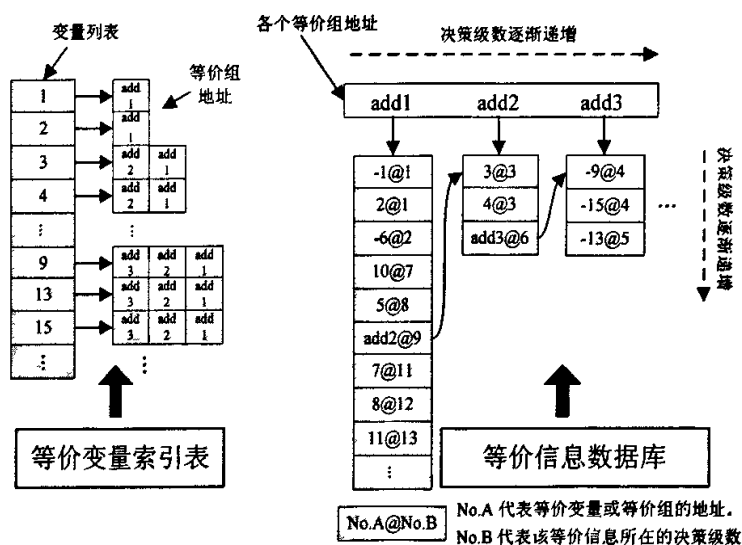 变量列表
等价组
地址
1 add 1
2 add 1
3 add 2 add 1
4 add 2 add 1
⋮ ⋮
9 add 3 add 2 add 1
13 add 3 add 2 add 1
15 add 3 add 2 add 1
⋮ ⋮
等价变量索引表
各个等价组地址
决策级数逐渐递增
add1 add2 add3
-1@1
2@1
-6@2
10@7
5@8
add2@9
7@11
8@12
11@13
⋮
3@3
4@3
add3@6
-9@4
-15@4
-13@5
...
决策级数逐渐递增
等价信息数据库
No.A@No.B
No.A 代表等价变量或等价组的地址。
No.B 代表该等价信息所在的决策级数